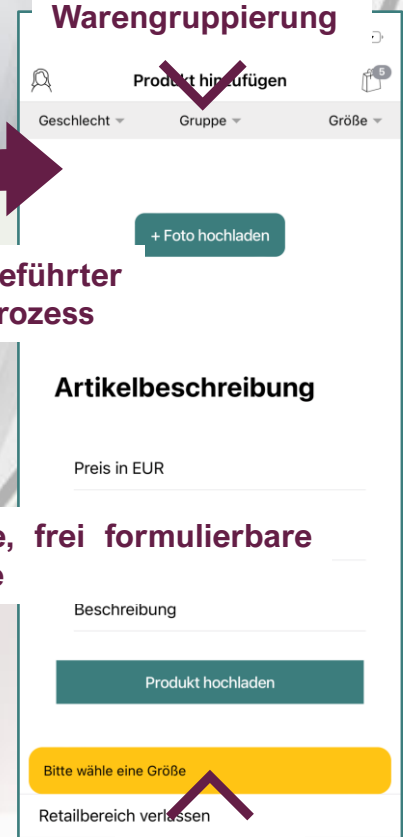 Warengruppierung
Produkt hinzufügen
5
Geschlecht Gruppe Größe
+ Foto hochladen
eführter
rozess
Artikelbeschreibung
Preis in EUR
e, frei formulierbare
e
Beschreibung
Produkt hochladen
Bitte wähle eine Größe
Retailbereich verlassen